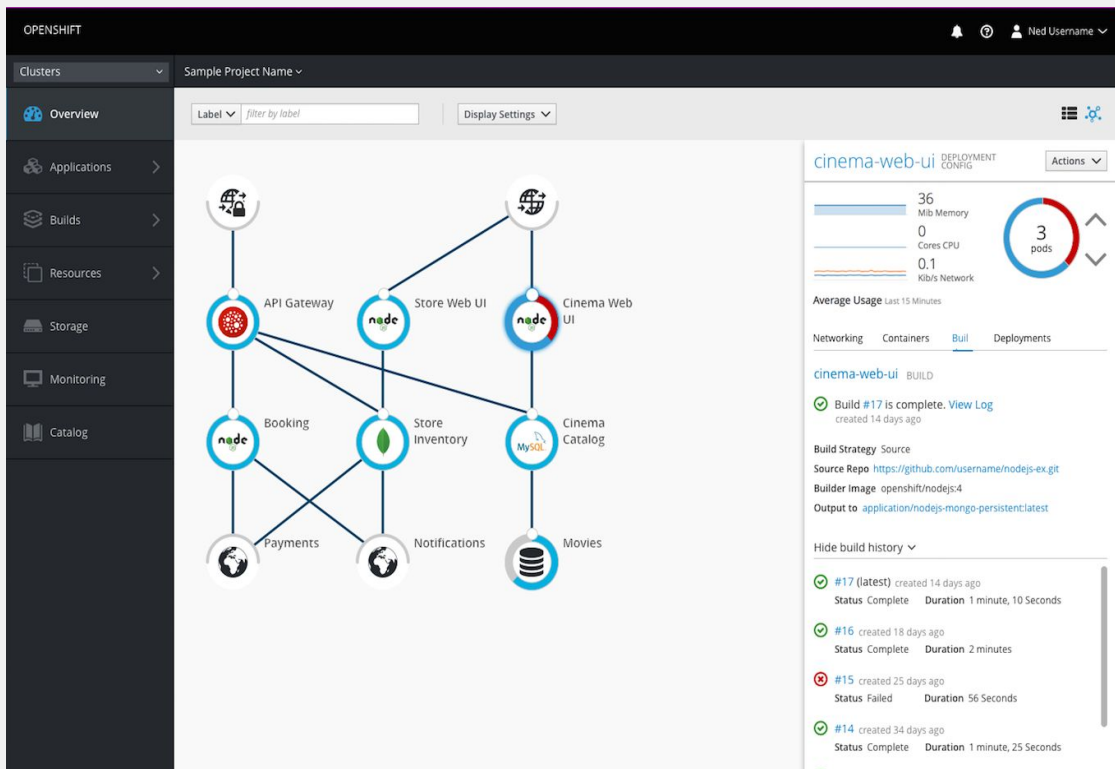 OPENSHIFT
Ned Username
Clusters
Sample Project Name
Overview
Label
filter by label
Display Settings
Applications
Builds
Resources
Storage
Monitoring
Catalog
API Gateway
Store Web UI
Cinema Web
UI
node
node
Booking
Store
Inventory
Cinema
Catalog
node
MySQL
Payments
Notifications
Movies
cinema-web-ui DEPLOYMENT
CONFIG
Actions
36
Mib Memory
0
Cores CPU
0.1
Kib/s Network
3
pods
Average Usage Last 15 Minutes
Networking Containers Buil Deployments
cinema-web-ui BUILD
Build #17 is complete. View Log
created 14 days ago
Build Strategy Source
Source Repo https://github.com/username/nodejs-ex.git
Builder Image openshift/nodejs:4
Output to application/nodejs-mongo-persistent:latest
Hide build history
#17 (latest) created 14 days ago
Status Complete Duration 1 minute, 10 Seconds
#16 created 18 days ago
Status Complete Duration 2 minutes
#15 created 25 days ago
Status Failed Duration 56 Seconds
#14 created 34 days ago
Status Complete Duration 1 minute, 25 Seconds